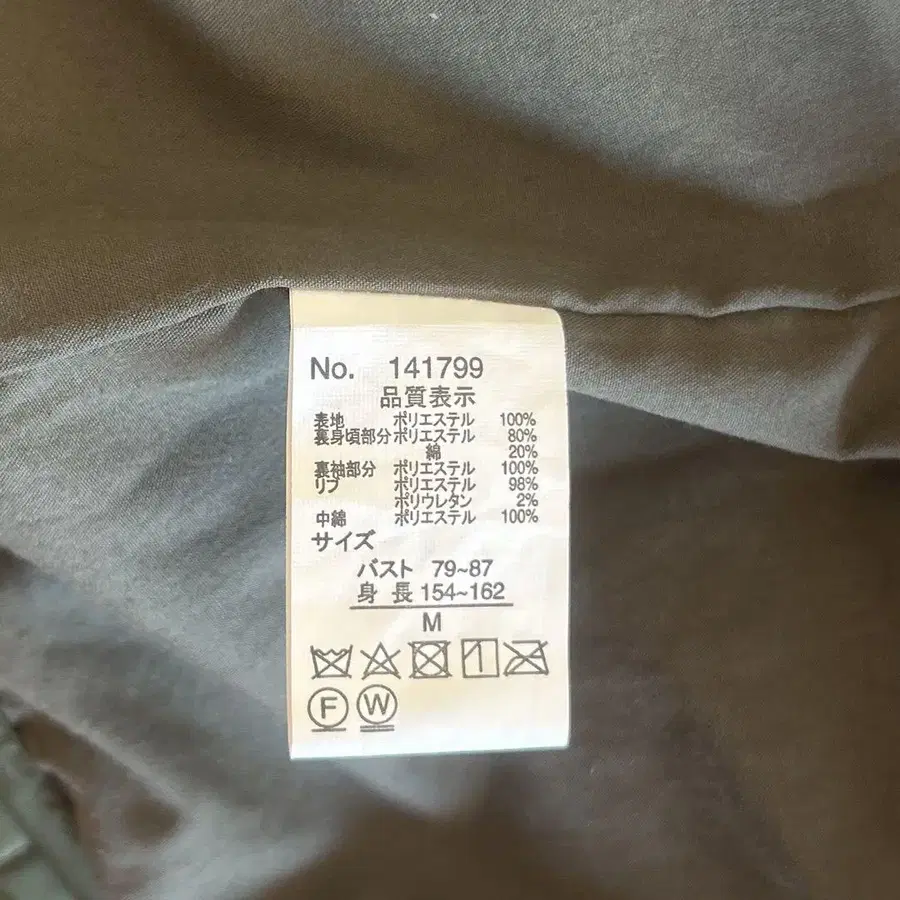 No. 141799
品質表示
表地 ポリエステル 100%
裏身頃部分 ポリエステル 80%
綿 20%
裏袖部分 ポリエステル 100%
リブ ポリエステル 98%
ポリウレタン 2%
中綿 ポリエステル 100%
サイズ
バスト 79~87
身長 154~162
M
F W